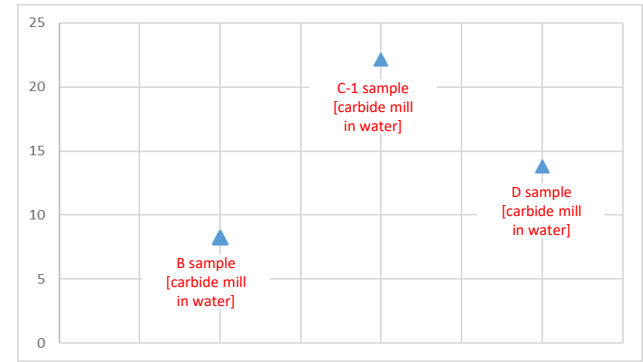 25
20
15
10
5
0
C-1 sample
[carbide mill
in water]
D sample
[carbide mill
in water]
B sample
[carbide mill
in water]